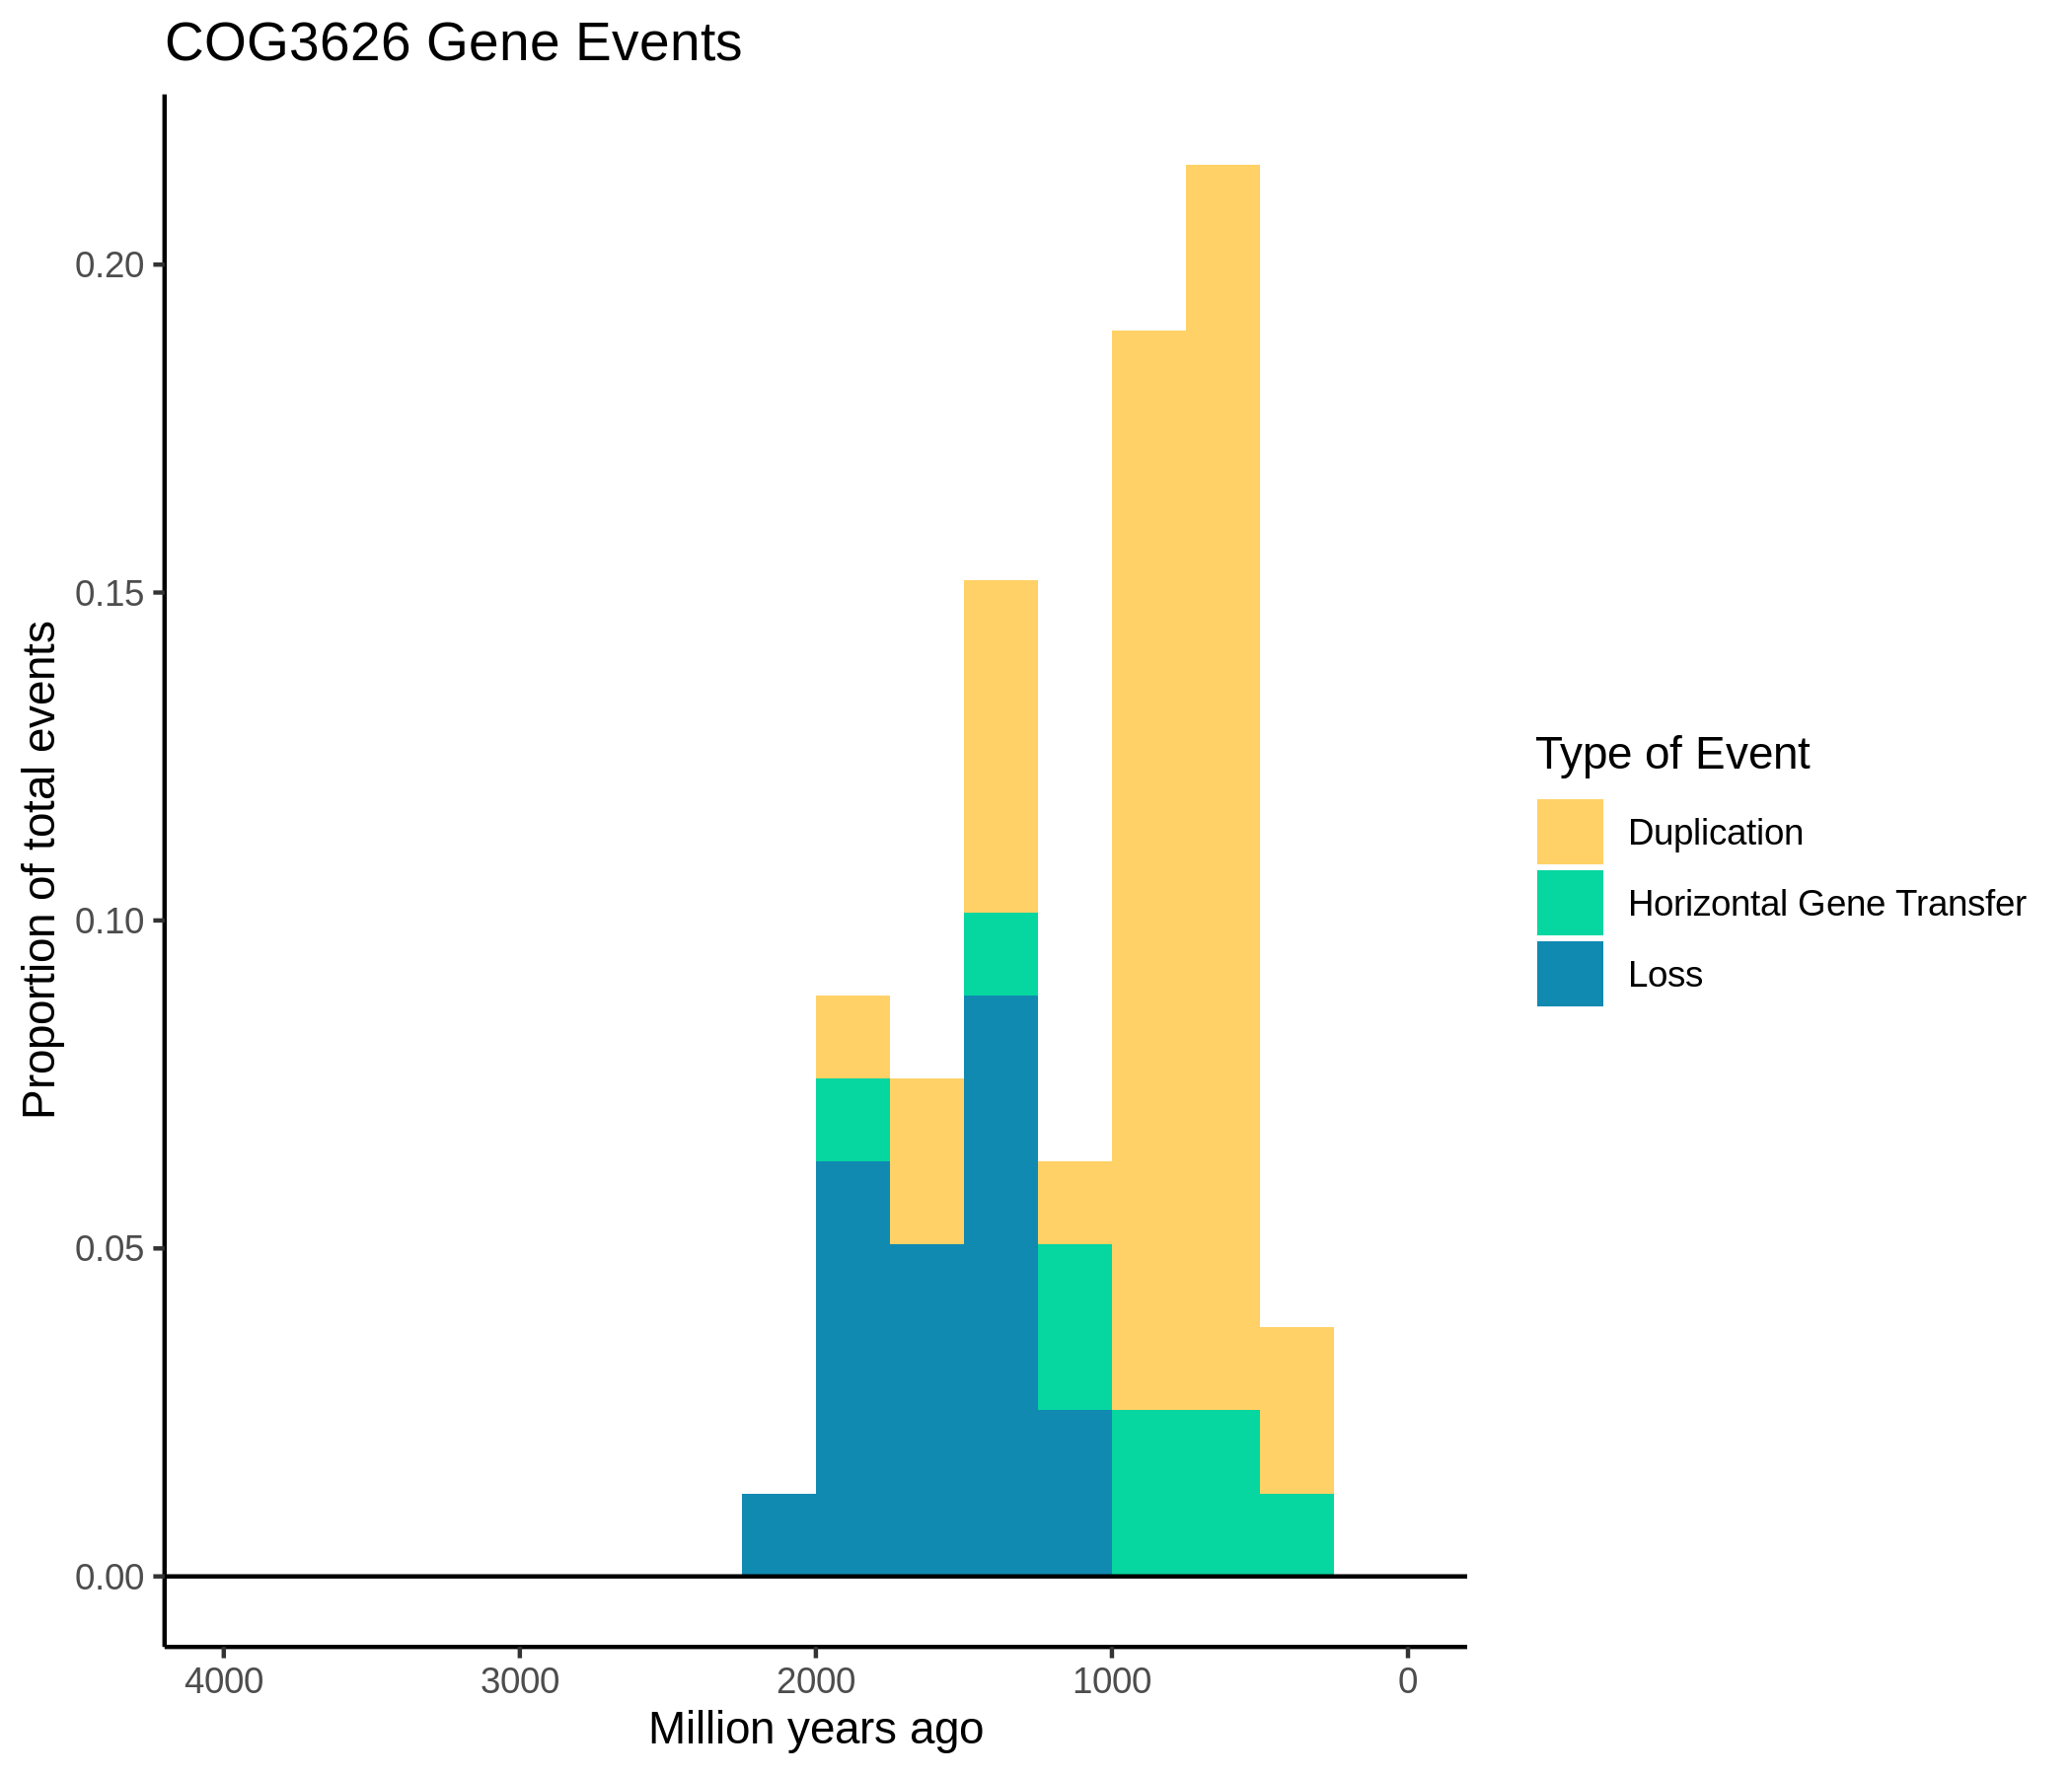 COG3626 Gene Events
Proportion of total events
0.20
0.15
0.10
0.05
0.00
4000 3000 2000 1000 0
Million years ago
Type of Event
Duplication
Horizontal Gene Transfer
Loss